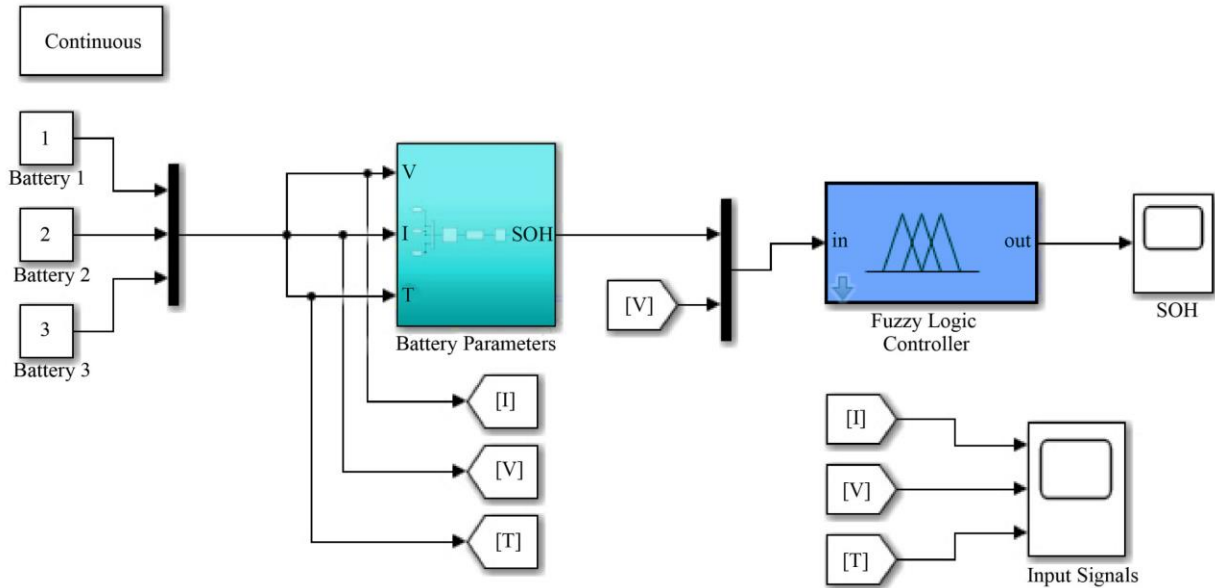 Continuous
1
Battery 1
2
Battery 2
3
Battery 3
V
I
T
SOH
Battery Parameters
[I]
[V]
[T]
[V]
in
out
Fuzzy Logic
Controller
SOH
[I]
[V]
[T]
Input Signals